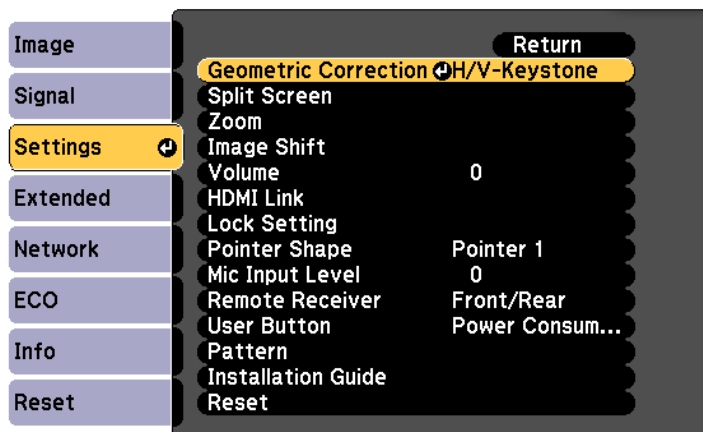 Image
Signal
Settings
Extended
Network
ECO
Info
Reset
Return
Geometric Correction H/V-Keystone
Split Screen
Zoom
Image Shift
Volume 0
HDMI Link
Lock Setting
Pointer Shape Pointer 1
Mic Input Level 0
Remote Receiver Front/Rear
User Button Power Consum...
Pattern
Installation Guide
Reset